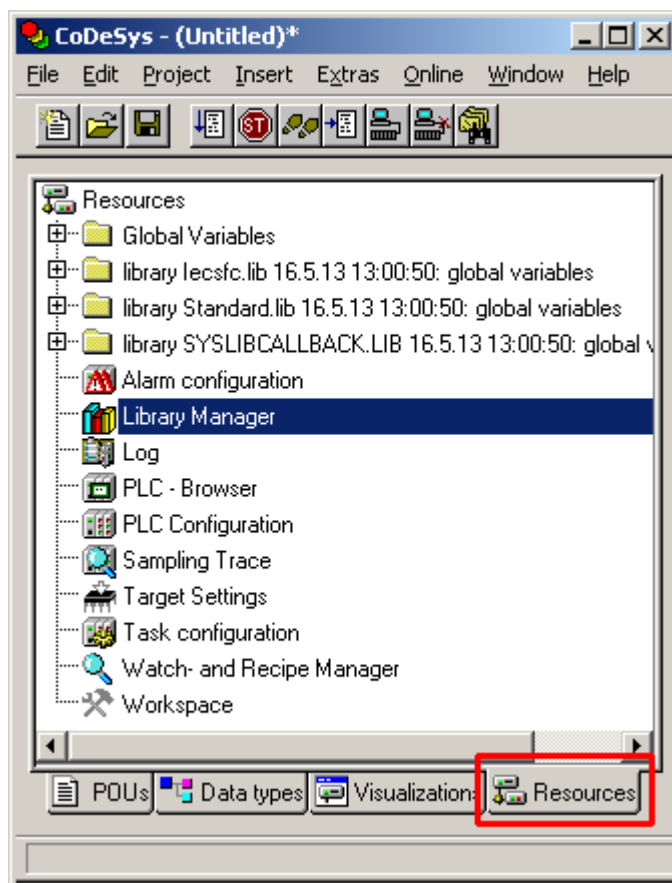 CoDeSys - (Untitled)*
File Edit Project Insert Extras Online Window Help
ST
Resources
Global Variables
library Iecsfc.lib 16.5.13 13:00:50: global variables
library Standard.lib 16.5.13 13:00:50: global variables
library SYSLIBCALLBACK.LIB 16.5.13 13:00:50: global v
Alarm configuration
Library Manager
Log
PLC - Browser
PLC Configuration
Sampling Trace
Target Settings
Task configuration
Watch- and Recipe Manager
Workspace
POUs Data types Visualizations Resources